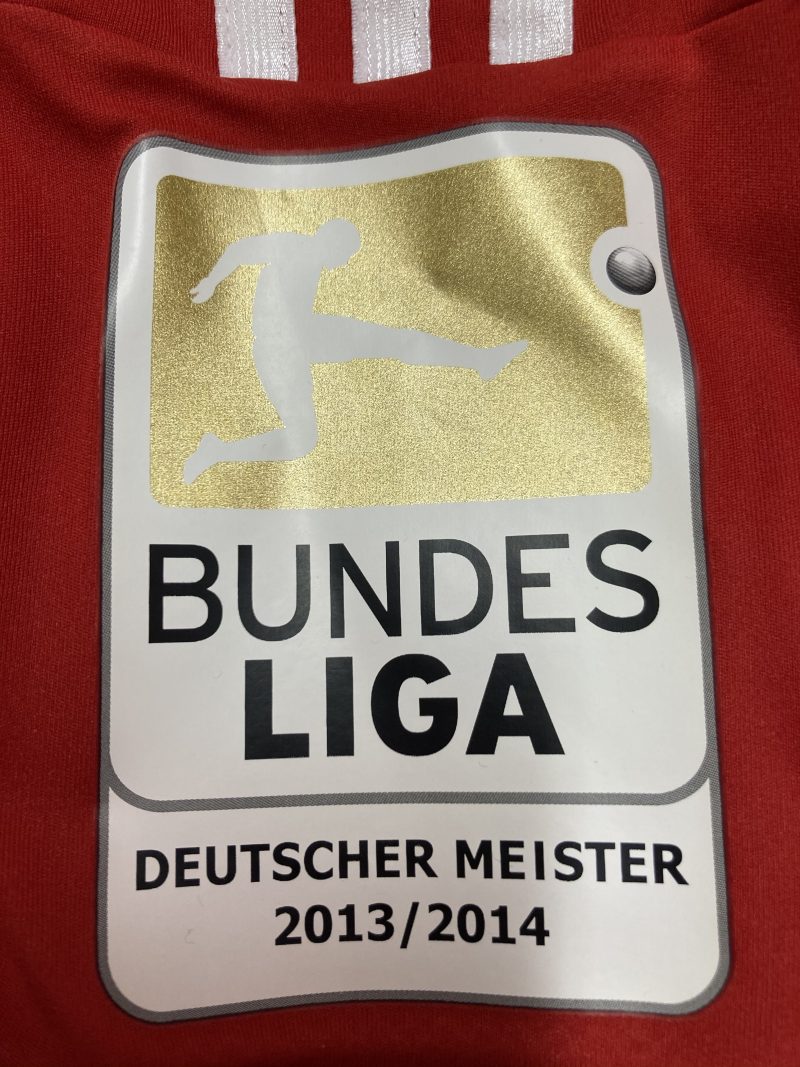 BUNDES
LIGA
DEUTSCHER MEISTER
2013/2014